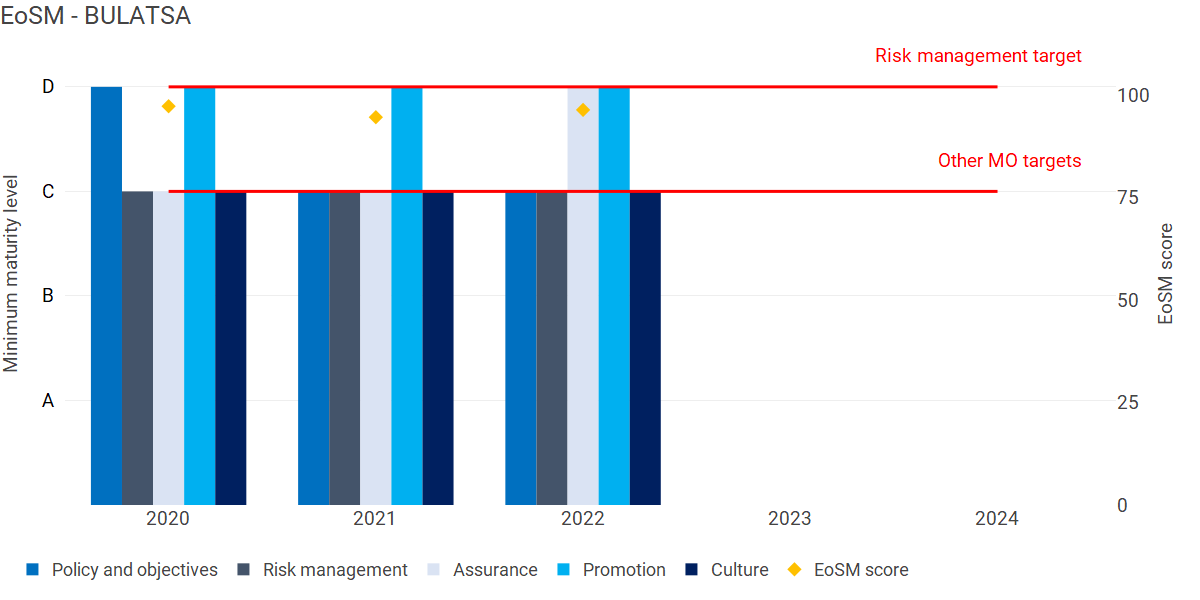 EoSM - BULATSA
Risk management target
Other MO targets
Minimum maturity level
D
C
B
A
100
75
50
25
0
EoSM score
2020 2021 2022 2023 2024
Policy and objectives Risk management Assurance Promotion Culture EoSM score